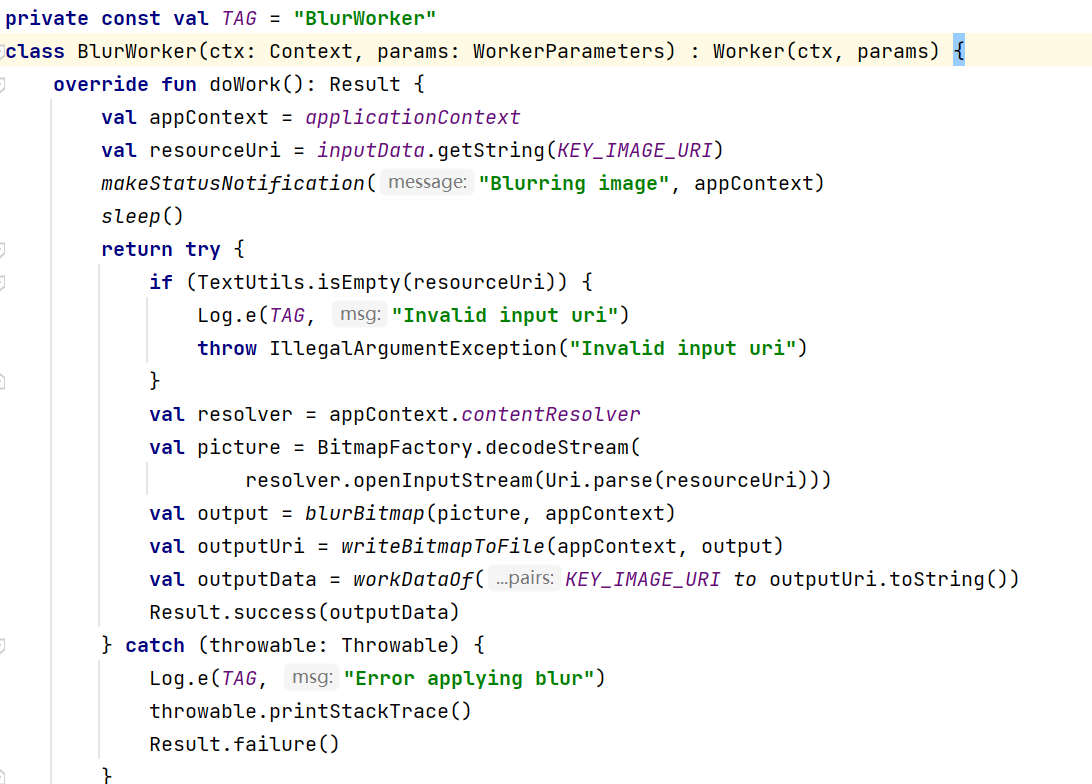 private const val TAG = "BlurWorker"
class BlurWorker(ctx: Context, params: WorkerParameters) : Worker(ctx, params) {
    override fun doWork(): Result {
        val appContext = applicationContext
        val resourceUri = inputData.getString(KEY_IMAGE_URI)
        makeStatusNotification( message: "Blurring image", appContext)
        sleep()
        return try {
            if (TextUtils.isEmpty(resourceUri)) {
                Log.e(TAG, msg: "Invalid input uri")
                throw IllegalArgumentException("Invalid input uri")
            }
            val resolver = appContext.contentResolver
            val picture = BitmapFactory.decodeStream(
                    resolver.openInputStream(Uri.parse(resourceUri)))
            val output = blurBitmap(picture, appContext)
            val outputUri = writeBitmapToFile(appContext, output)
            val outputData = workDataOf( ...pairs: KEY_IMAGE_URI to outputUri.toString())
            Result.success(outputData)
        } catch (throwable: Throwable) {
            Log.e(TAG, msg: "Error applying blur")
            throwable.printStackTrace()
            Result.failure()
        }